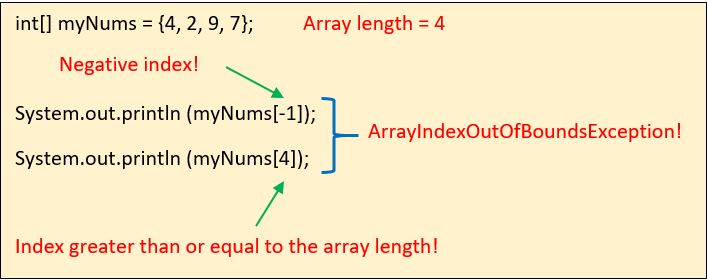 int[] myNums = {4, 2, 9, 7}; Array length = 4
Negative index!
System.out.println (myNums[-1]);
ArrayIndexOutOfBoundsException!
System.out.println (myNums[4]);
Index greater than or equal to the array length!